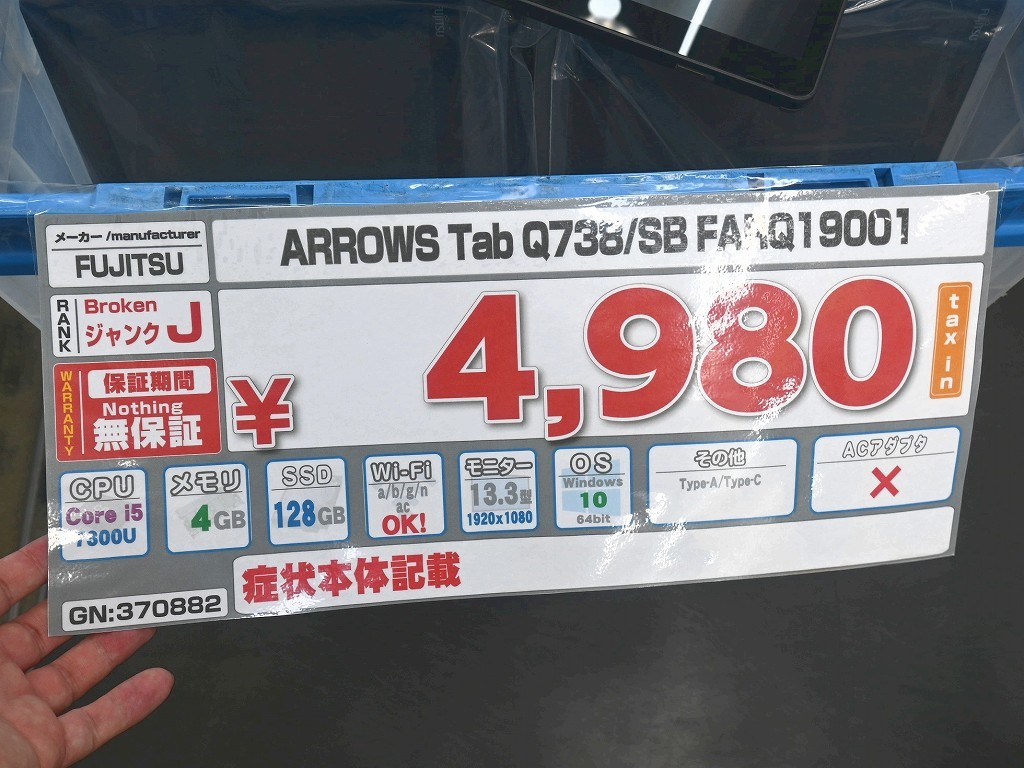 メーカー/manufacturer
FUJITSU
ARROWS Tab Q738/SB FARQ19001
RANK
Broken
ジャンク J
WARRANTY
保証期間
Nothing
無保証
¥4,980
tax in
CPU
Core i5
7300U
メモリ
4GB
SSD
128GB
Wi-Fi
a/b/g/n
ac
OK!
モニター
13.3型
1920x1080
OS
Windows
10
64bit
その他
Type-A/Type-C
ACアダプタ
×
GN:370882
症状本体記載